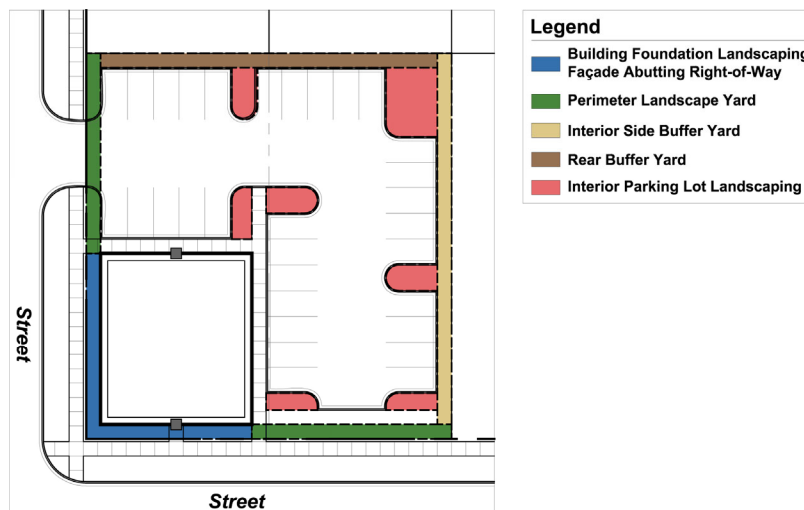 Legend
Building Foundation Landscaping
Façade Abutting Right-of-Way
Perimeter Landscape Yard
Interior Side Buffer Yard
Rear Buffer Yard
Interior Parking Lot Landscaping
Street
Street